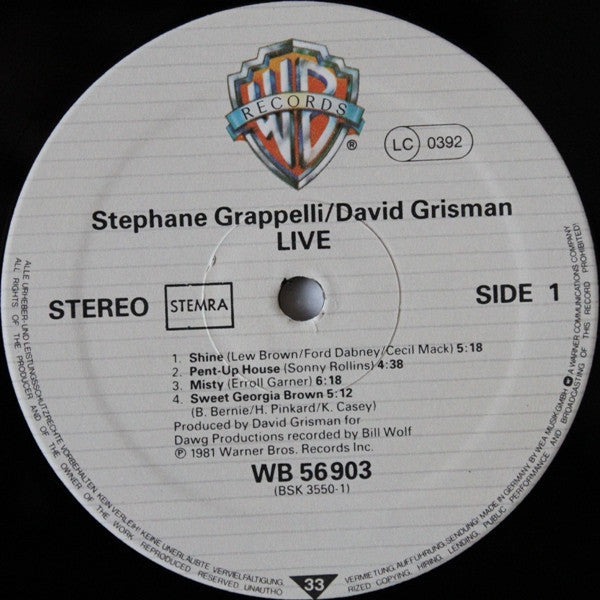 WB
RECORDS
®
LC 0392
Stephane Grappelli/David Grisman
LIVE
STEREO
STEMRA
SIDE 1
1. Shine (Lew Brown/Ford Dabney/Cecil Mack) 5:18
2. Pent-Up House (Sonny Rollins) 4:38
3. Misty (Erroll Garner) 6:18
4. Sweet Georgia Brown 5:12
(B. Bernie/H. Pinkard/K. Casey)
Produced by David Grisman for
Dawg Productions recorded by Bill Wolf
℗ 1981 Warner Bros. Records Inc.
WB 56 903
(BSK 3550-1)
33
ALLE URHEBER- UND LEISTUNGSSCHUTZRECHTE VORBEHALTEN. KEIN VERLEIH! KEINE UNERLAUBTE VERVIELFÄLTIGUNG, VERMIETUNG, AUFFÜHRUNG, SENDUNG! MADE IN GERMANY BY WEA MUSIK GMBH A WARNER COMMUNICATIONS COMPANY
ALL RIGHTS OF THE PRODUCER AND OF THE OWNER OF THE WORK REPRODUCED RESERVED. UNAUTHORIZED COPYING, HIRING, LENDING, PUBLIC PERFORMANCE AND BROADCASTING OF THIS RECORD PROHIBITED!